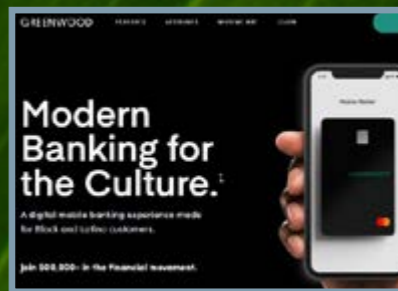 GREENWOOD
Modern
Banking for
the Culture.
A digital mobile banking experience made
for Black and Latino customers.
Join 500,000+ in the financial movement.